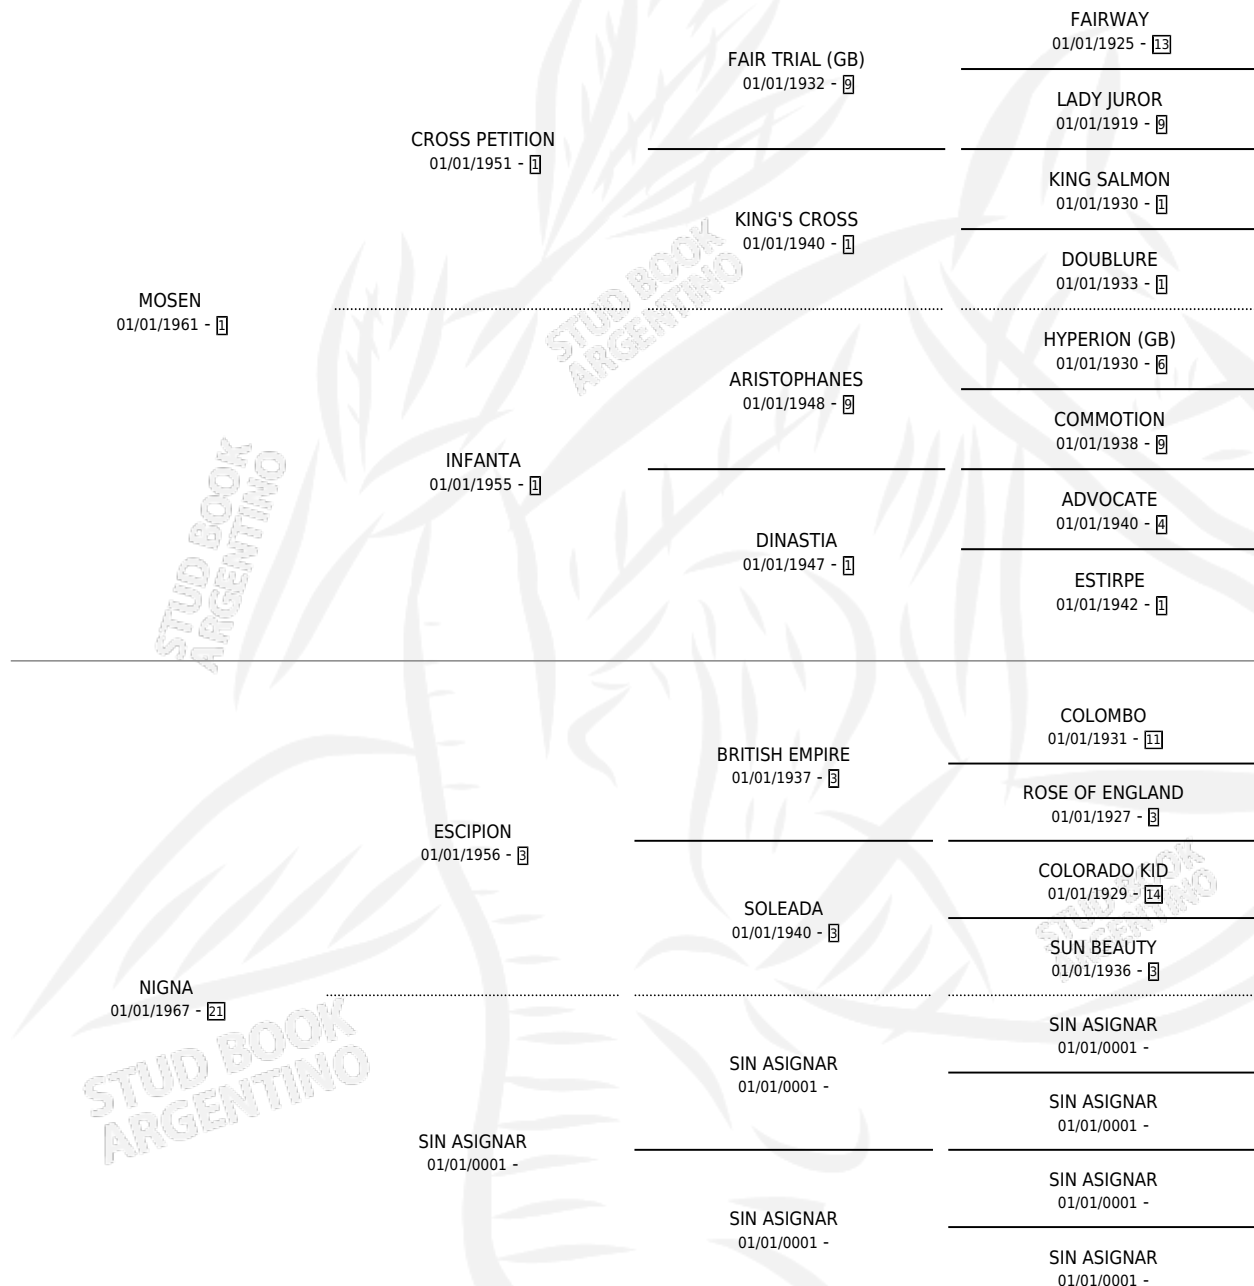 FAIRWAY
01/01/1925 - 13
FAIR TRIAL (GB)
01/01/1932 - 9
LADY JUROR
01/01/1919 - 9
CROSS PETITION
01/01/1951 - 1
KING SALMON
01/01/1930 - 1
KING'S CROSS
01/01/1940 - 1
DOUBLURE
01/01/1933 - 1
MOSEN
01/01/1961 - 1
HYPERION (GB)
01/01/1930 - 6
ARISTOPHANES
01/01/1948 - 9
COMMOTION
01/01/1938 - 9
INFANTA
01/01/1955 - 1
ADVOCATE
01/01/1940 - 4
DINASTIA
01/01/1947 - 1
ESTIRPE
01/01/1942 - 1
COLOMBO
01/01/1931 - 11
BRITISH EMPIRE
01/01/1937 - 3
ROSE OF ENGLAND
01/01/1927 - 3
ESCIPION
01/01/1956 - 3
COLORADO KID
01/01/1929 - 14
SOLEADA
01/01/1940 - 3
SUN BEAUTY
01/01/1936 - 3
NIGNA
01/01/1967 - 21
SIN ASIGNAR
01/01/0001 -
SIN ASIGNAR
01/01/0001 -
SIN ASIGNAR
01/01/0001 -
SIN ASIGNAR
01/01/0001 -
SIN ASIGNAR
01/01/0001 -
SIN ASIGNAR
01/01/0001 -
SIN ASIGNAR
01/01/0001 -
STUD BOOK
ARGENTINO
STUD BOOK
ARGENTINO
STUD BOOK
ARGENTINO
STUD BOOK
ARGENTINO